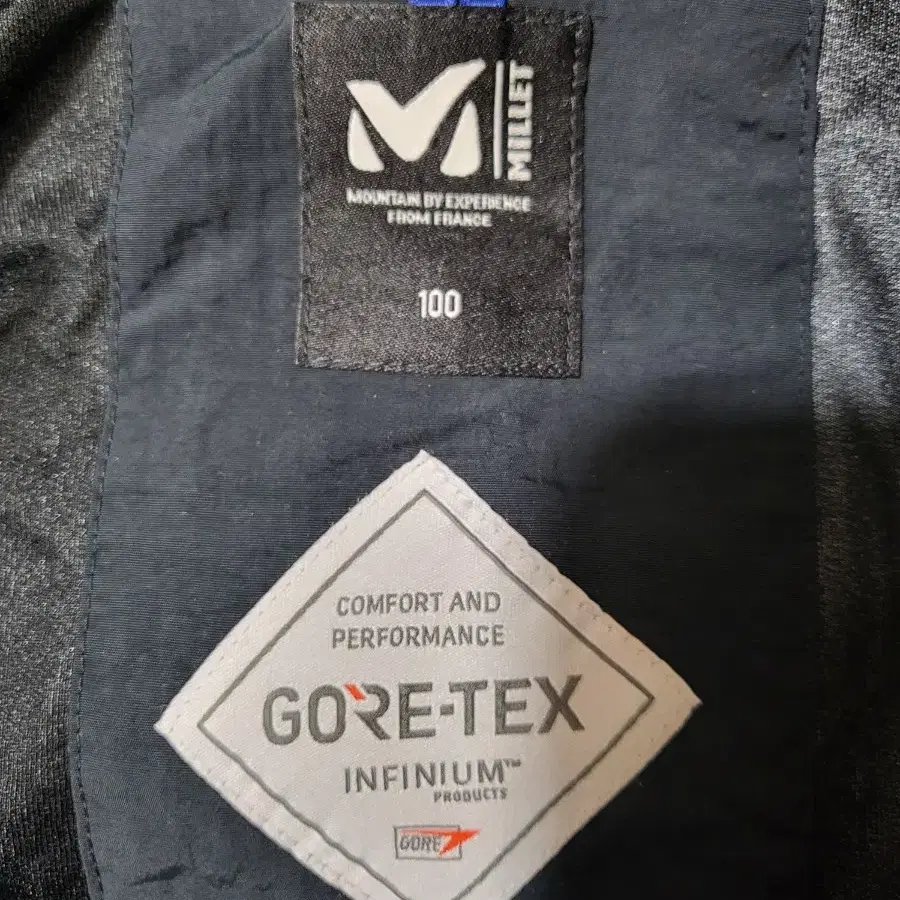 MILLET
MOUNTAIN BY EXPERIENCE
FROM FRANCE
100
COMFORT AND
PERFORMANCE
GORE-TEX
INFINIUM™
PRODUCTS
GORE